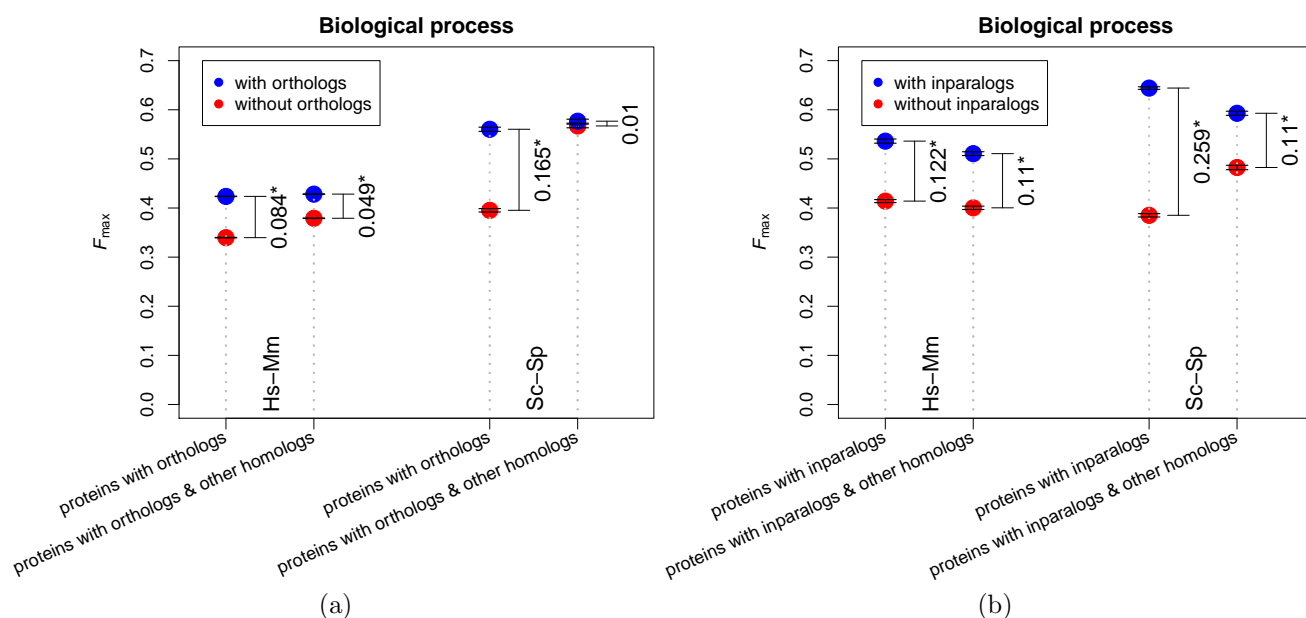 Biological process
with orthologs
without orthologs
F max
0.0
0.1
0.2
0.3
0.4
0.5
0.6
0.7
0.084*
0.049*
0.165*
0.01
Hs−Mm
Sc−Sp
proteins with orthologs
proteins with orthologs & other homologs
proteins with orthologs
proteins with orthologs & other homologs
(a)
Biological process
with inparalogs
without inparalogs
F max
0.0
0.1
0.2
0.3
0.4
0.5
0.6
0.7
0.122*
0.11*
0.259*
0.11*
Hs−Mm
Sc−Sp
proteins with inparalogs
proteins with inparalogs & other homologs
proteins with inparalogs
proteins with inparalogs & other homologs
(b)